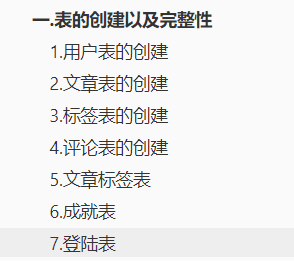 一.表的创建以及完整性
1.用户表的创建
2.文章表的创建
3.标签表的创建
4.评论表的创建
5.文章标签表
6.成就表
7.登陆表